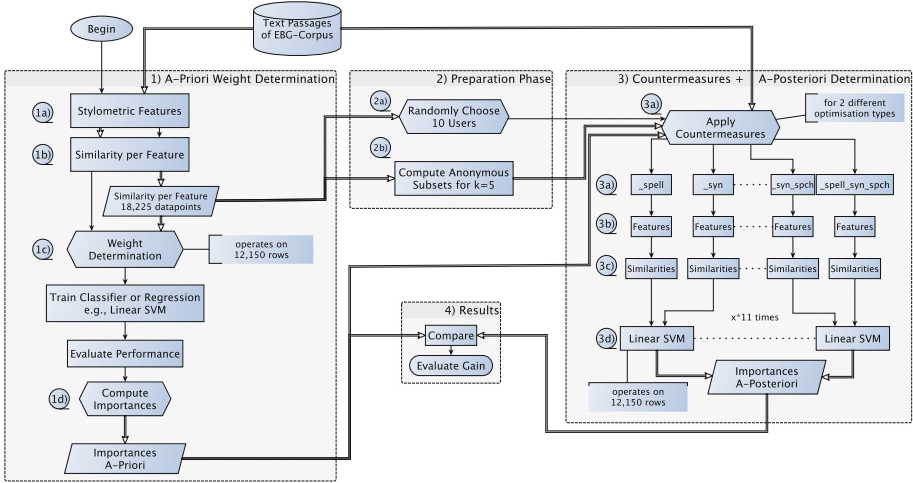 Begin
Text Passages
of EBG-Corpus
1) A-Priori Weight Determination
1a)
Stylometric Features
1b)
Similarity per Feature
Similarity per Feature
18,225 datapoints
1c)
Weight
Determination
operates on
12,150 rows
Train Classifier or Regression
e.g., Linear SVM
Evaluate Performance
1d)
Compute
Importances
Importances
A-Priori
2) Preparation Phase
2a)
Randomly Choose
10 Users
2b)
Compute Anonymous
Subsets for k=5
4) Results
Compare
Evaluate Gain
3) Countermeasures + A-Posteriori Determination
3a)
Apply
Countermeasures
for 2 different
optimisation types
3a)
_spell
_syn
_syn_spch
_spell_syn_spch
3b)
Features
Features
Features
Features
3c)
Similarities
Similarities
Similarities
Similarities
x*11 times
3d)
Linear SVM
Linear SVM
Importances
A-Posteriori
operates on
12,150 rows